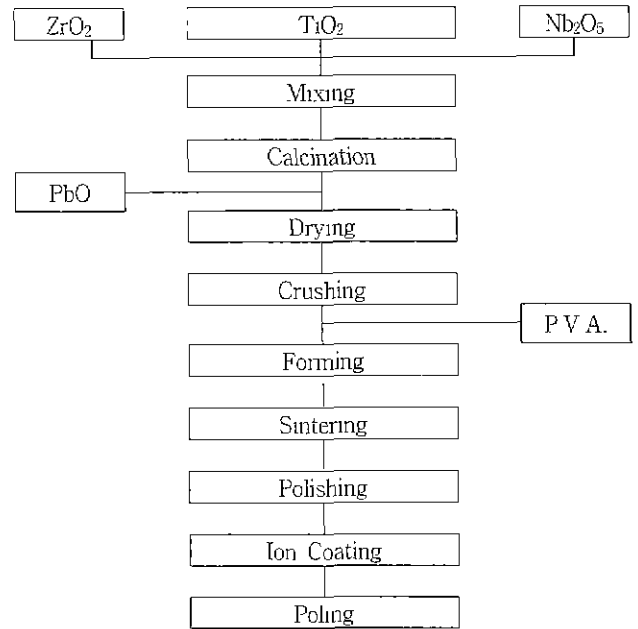 ZrO₂
TiO₂
Nb₂O₅
Mixing
Calcination
PbO
Drying
Crushing
P V A.
Forming
Sintering
Polishing
Ion Coating
Poling